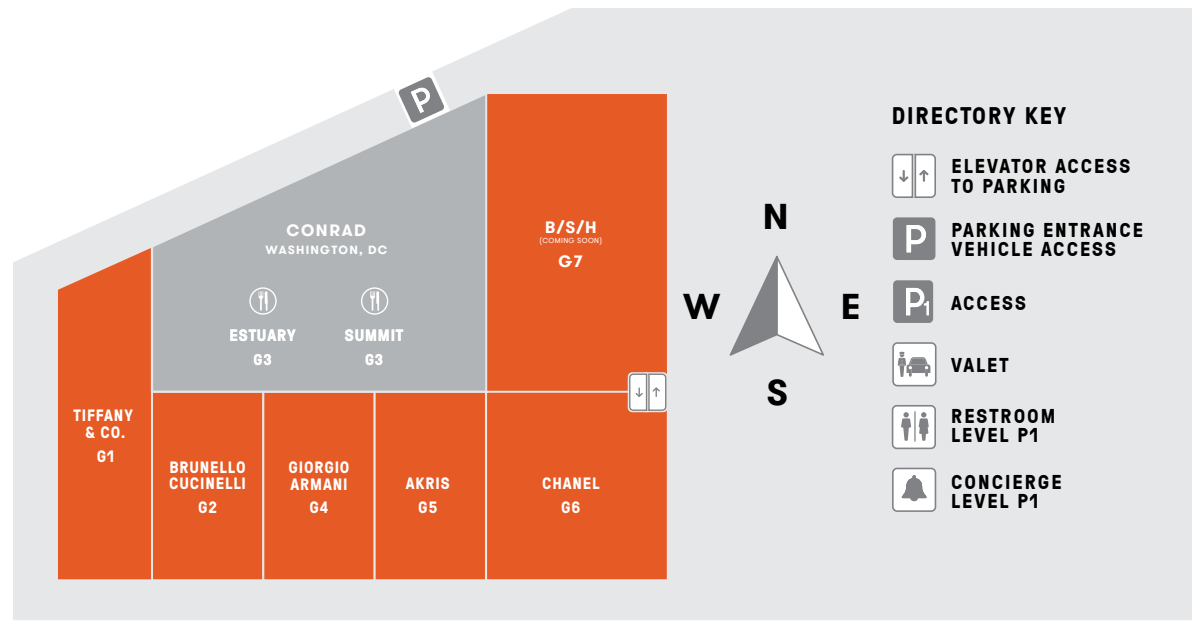 P
CONRAD
WASHINGTON, DC
ESTUARY
G3
SUMMIT
G3
B/S/H
(COMING SOON)
G7
TIFFANY
& CO.
G1
BRUNELLO
CUCINELLI
G2
GIORGIO
ARMANI
G4
AKRIS
G5
CHANEL
G6
N
W
E
S
DIRECTORY KEY
ELEVATOR ACCESS
TO PARKING
P
PARKING ENTRANCE
VEHICLE ACCESS
P1
ACCESS
VALET
RESTROOM
LEVEL P1
CONCIERGE
LEVEL P1